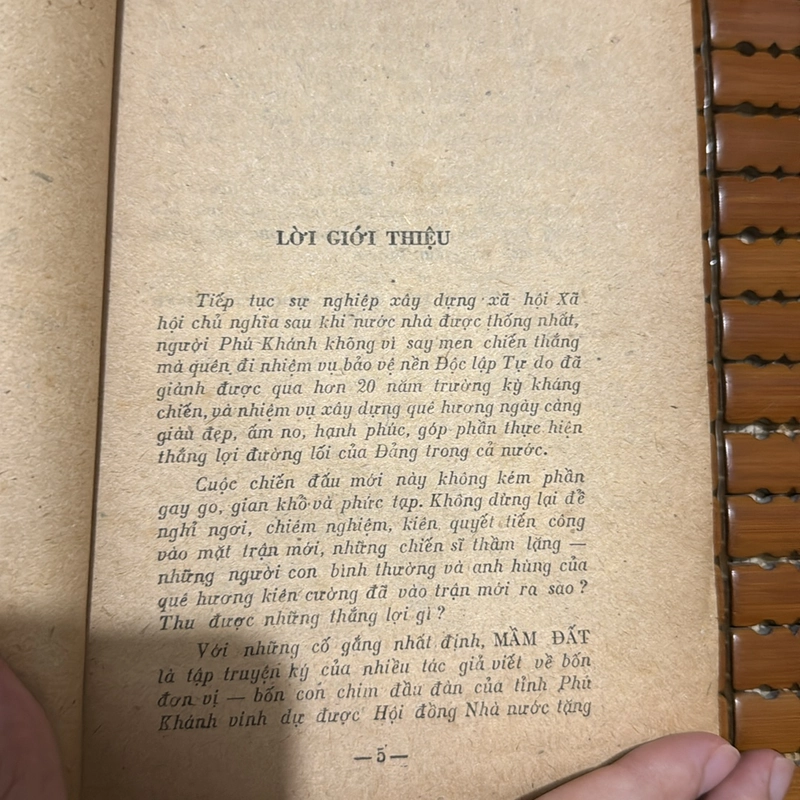 LỜI GIỚI THIỆU
Tiếp tục sự nghiệp xây dựng xã hội Xã
hội chủ nghĩa sau khi nước nhà được thống nhất,
người Phú Khánh không vì say men chiến thắng
mà quên đi nhiệm vụ bảo vệ nền Độc lập Tự do đã
giành được qua hơn 20 năm trường kỳ kháng
chiến, và nhiệm vụ xây dựng quê hương ngày càng
giàu đẹp, ấm no, hạnh phúc, góp phần thực hiện
thắng lợi đường lối của Đảng trong cả nước.
Cuộc chiến đấu mới này không kém phần
gay go, gian khổ và phức tạp. Không dừng lại để
nghỉ ngơi, chiêm nghiệm, kiên quyết tiến công
vào mặt trận mới, những chiến sĩ thầm lặng —
những người con bình thường và anh hùng của
quê hương kiên cường đã vào trận mới ra sao?
Thu được những thắng lợi gì?
Với những cố gắng nhất định, MẦM ĐẤT
là tập truyện ký của nhiều tác giả viết về bốn
đơn vị — bốn con chim đầu đàn của tỉnh Phú
Khánh vinh dự được Hội đồng Nhà nước tặng
— 5 —